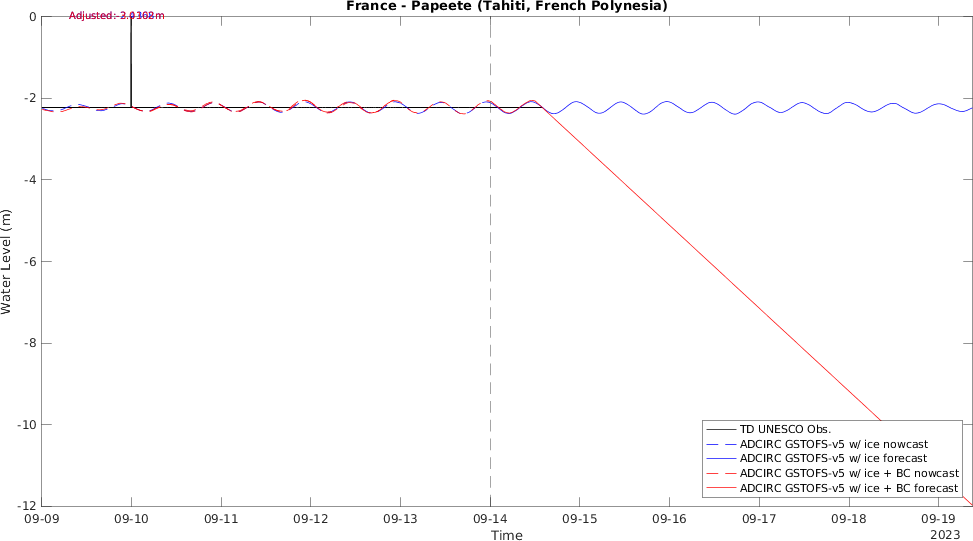 France - Papeete (Tahiti, French Polynesia)
Adjusted:
0
-2
-4
-6
-8
-10
-12
Water Level (m)
09-09
09-10
09-11
09-12
09-13
09-14
09-15
09-16
09-17
09-18
09-19
2023
Time
TD UNESCO Obs.
ADCIRC GSTOFS-v5 w/ ice nowcast
ADCIRC GSTOFS-v5 w/ ice forecast
ADCIRC GSTOFS-v5 w/ ice + BC nowcast
ADCIRC GSTOFS-v5 w/ ice + BC forecast